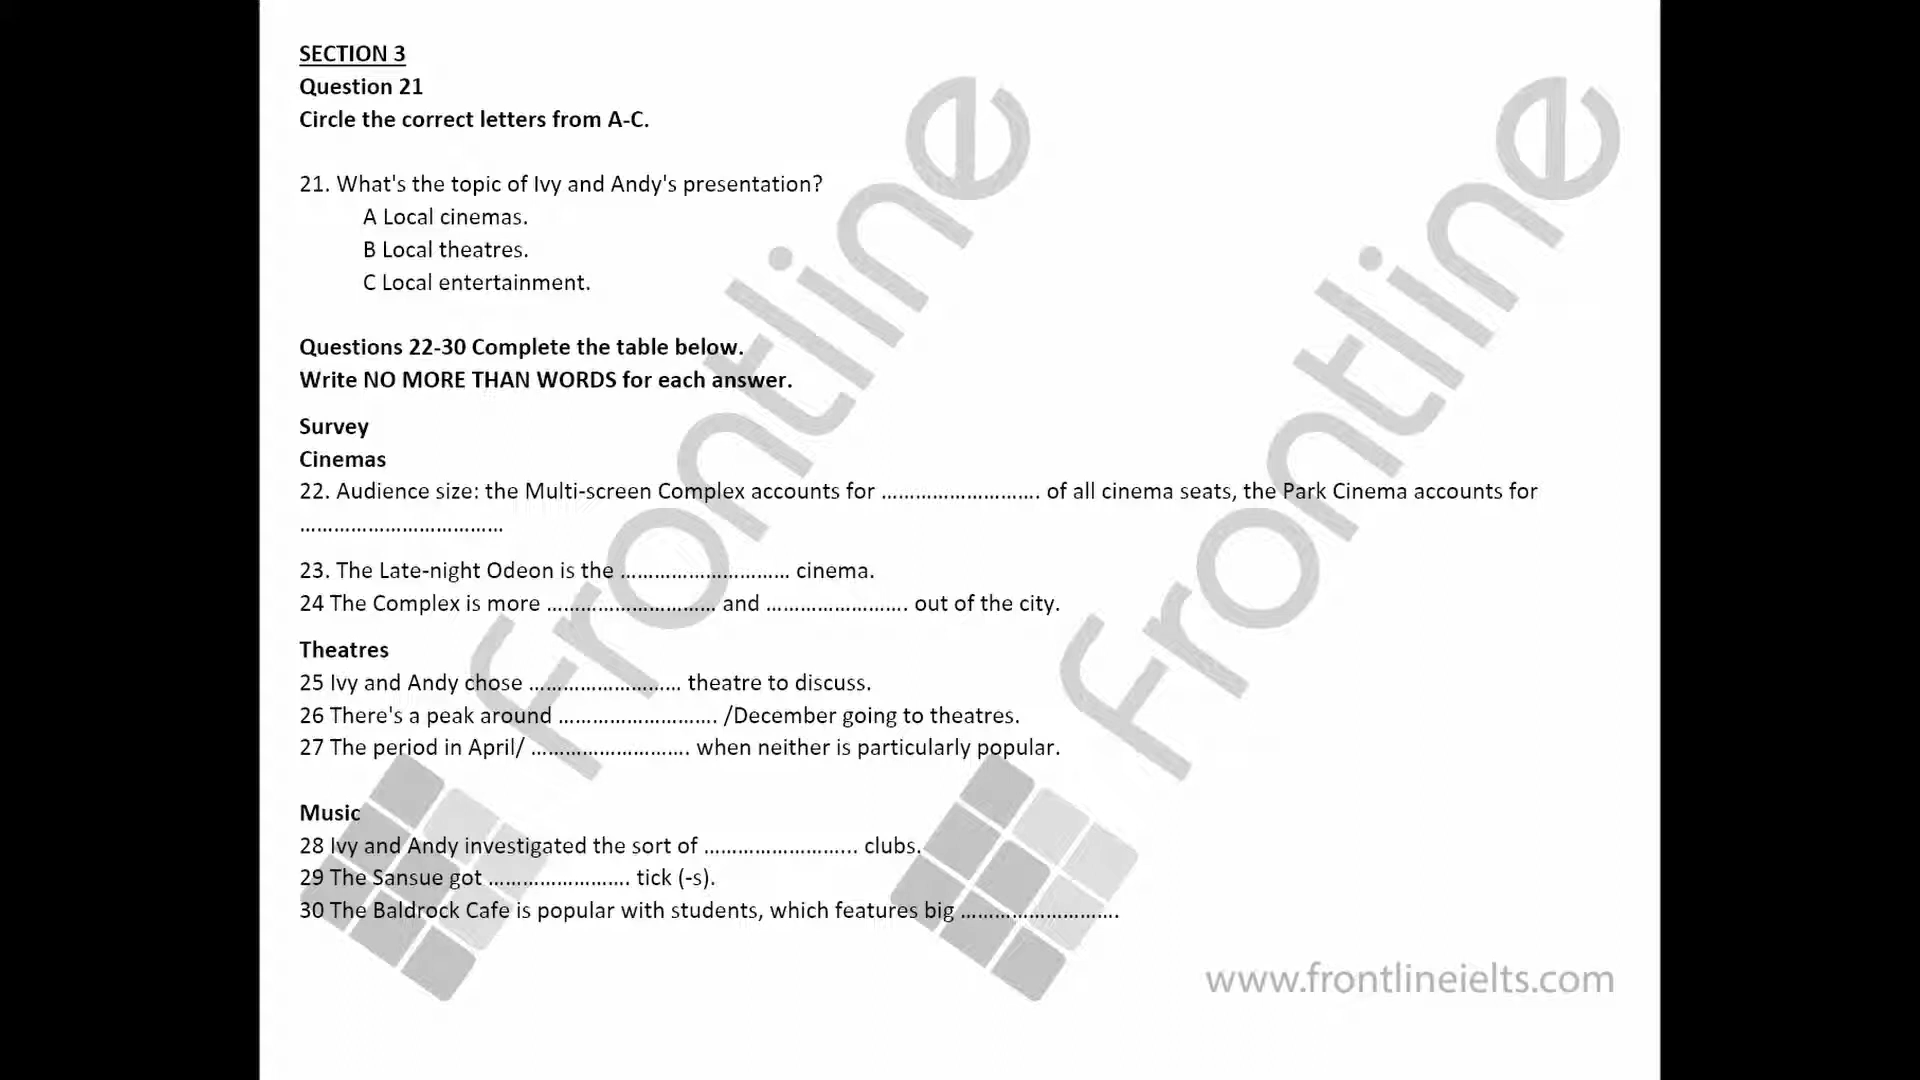 SECTION 3
Question 21
Circle the correct letters from A-C.
21. What's the topic of Ivy and Andy's presentation?
A Local cinemas.
B Local theatres.
C Local entertainment.
Questions 22-30 Complete the table below.
Write NO MORE THAN WORDS for each answer.
Survey
Cinemas
22. Audience size: the Multi-screen Complex accounts for ………………………. of all cinema seats, the Park Cinema accounts for
………………………………
23. The Late-night Odeon is the ………………………… cinema.
24 The Complex is more ………………………… and ……………………. out of the city.
Theatres
25 Ivy and Andy chose ……………………… theatre to discuss.
26 There's a peak around ………………………. /December going to theatres.
27 The period in April/ ………………………. when neither is particularly popular.
Music
28 Ivy and Andy investigated the sort of ……………………... clubs.
29 The Sansue got ……………………. tick (-s).
30 The Baldrock Cafe is popular with students, which features big ……………………….
frontline
frontline
www.frontlineielts.com